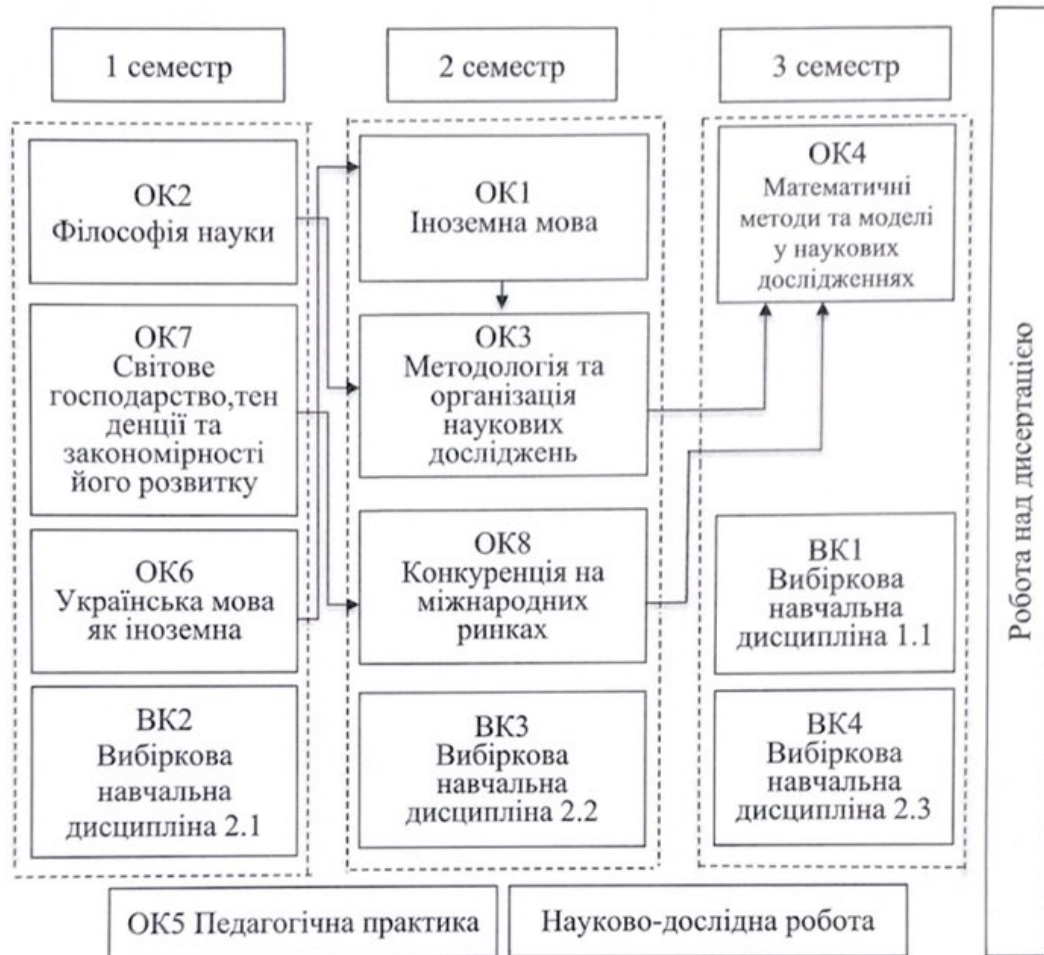 1 семестр
2 семестр
3 семестр
ОК2
Філософія науки
ОК7
Світове
господарство,тен
денції та
закономірності
його розвитку
ОК6
Українська мова
як іноземна
ВК2
Вибіркова
навчальна
дисципліна 2.1
ОК1
Іноземна мова
ОК3
Методологія та
організація
наукових
досліджень
ОК8
Конкуренція на
міжнародних
ринках
ВК3
Вибіркова
навчальна
дисципліна 2.2
ОК4
Математичні
методи та моделі
у наукових
дослідженнях
ВК1
Вибіркова
навчальна
дисципліна 1.1
ВК4
Вибіркова
навчальна
дисципліна 2.3
Робота над дисертацією
ОК5 Педагогічна практика
Науково-дослідна робота